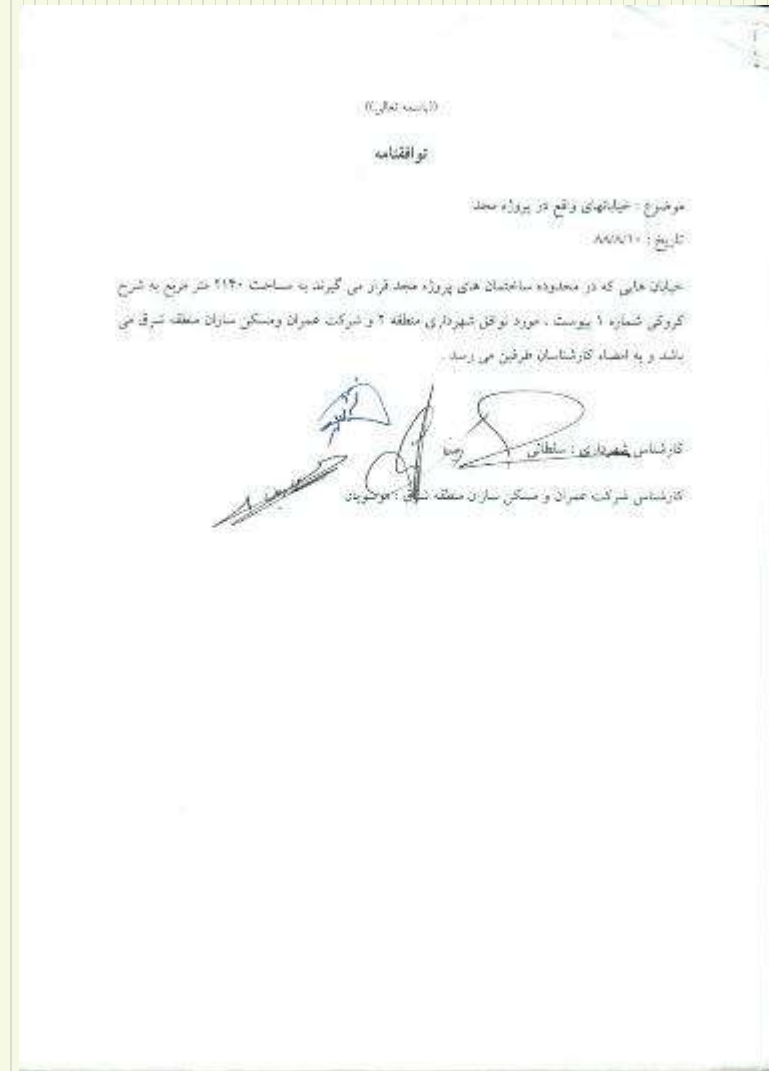 ((باسمه تعالی))
توافقنامه
موضوع : خیابانهای واقع در پروژه مجد
تاریخ : ۸۸/۸/۱۰
خیابان هایی که در محدوده ساختمان های پروژه مجد قرار می گیرند به مساحت ۲۱۴۰ متر مربع به شرح
کروکی شماره ۱ پیوست ، مورد توافق شهرداری منطقه ۲ و شرکت عمران ومسکن سازان منطقه شرق می
باشد و به امضاء کارشناسان طرفین می رسد .
کارشناس شهرداری : سلطانی
کارشناس شرکت عمران و مسکن سازان منطقه شرق :